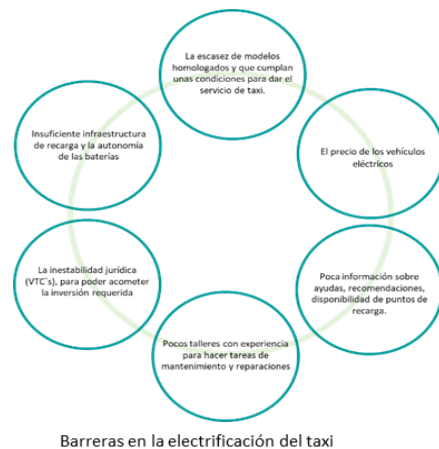 La escasez de modelos
homologados y que cumplan
unas condiciones para dar el
servicio de taxi.
El precio de los vehículos
eléctricos
Poca información sobre
ayudas, recomendaciones,
disponibilidad de puntos de
recarga.
Pocos talleres con experiencia
para hacer tareas de
mantenimiento y reparaciones
La inestabilidad jurídica
(VTC`s), para poder acometer
la inversión requerida
Insuficiente infraestructura
de recarga y la autonomía
de las baterías
Barreras en la electrificación del taxi